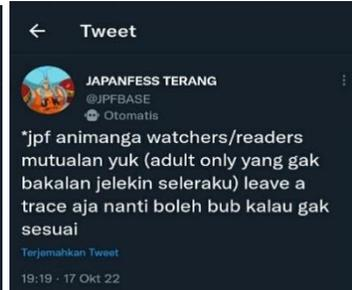 Tweet
JAPANFESS TERANG
@JPFBASE
Otomatis
*jpf animanga watchers/readers
mutualan yuk (adult only yang gak
bakalan jelekin seleraku) leave a
trace aja nanti boleh bub kalau gak
sesuai
Terjemahkan Tweet
19:19 · 17 Okt 22